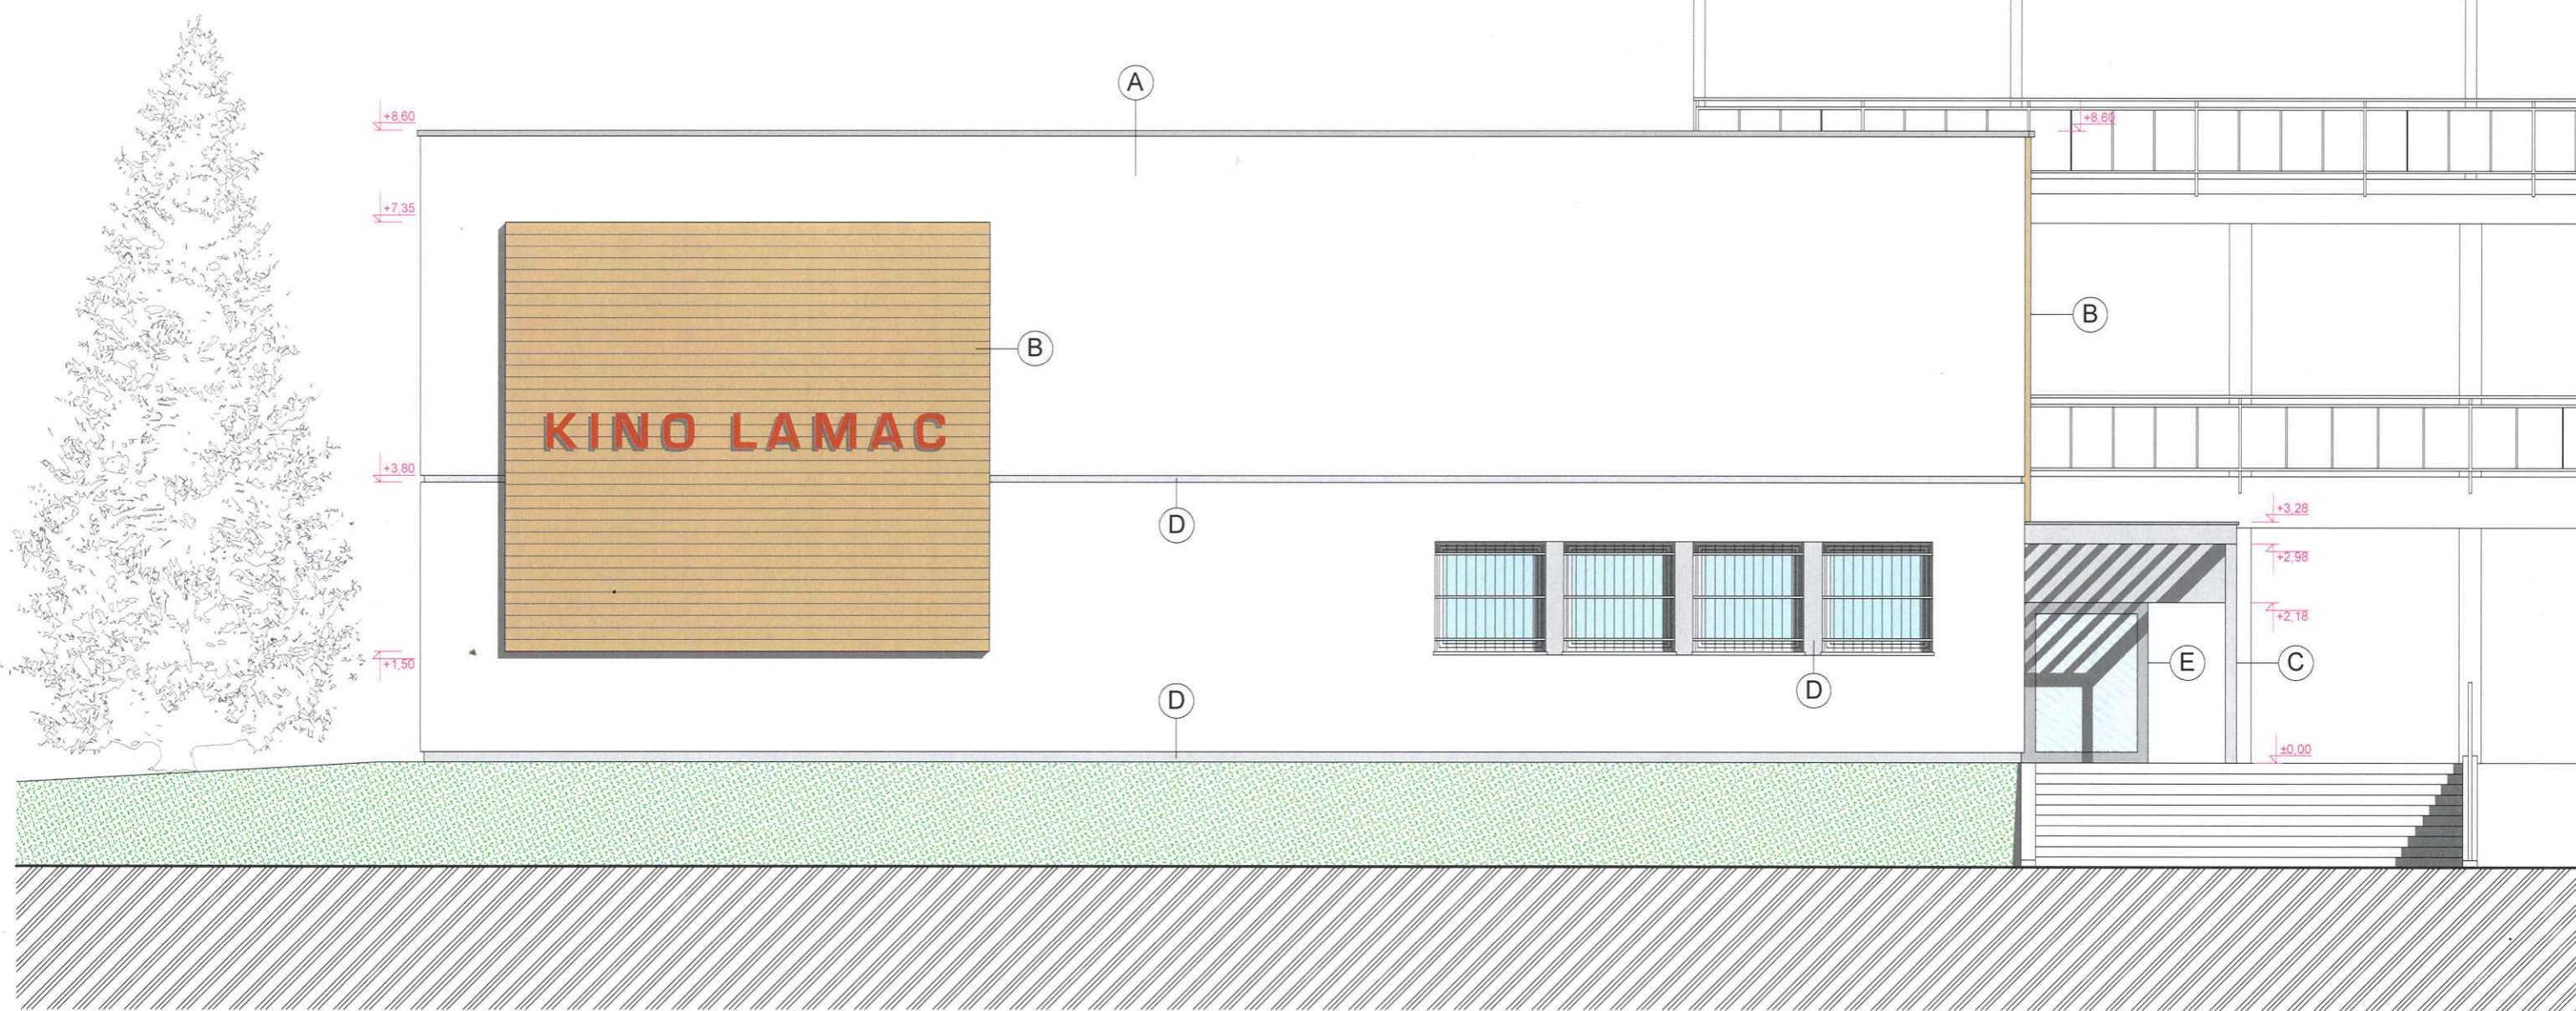 A
+8,60
+8,60
+7,35
B
B
KINO LAMAC
+3,80
D
+3,28
+2,98
+2,18
+1,50
E
C
D
D
±0,00